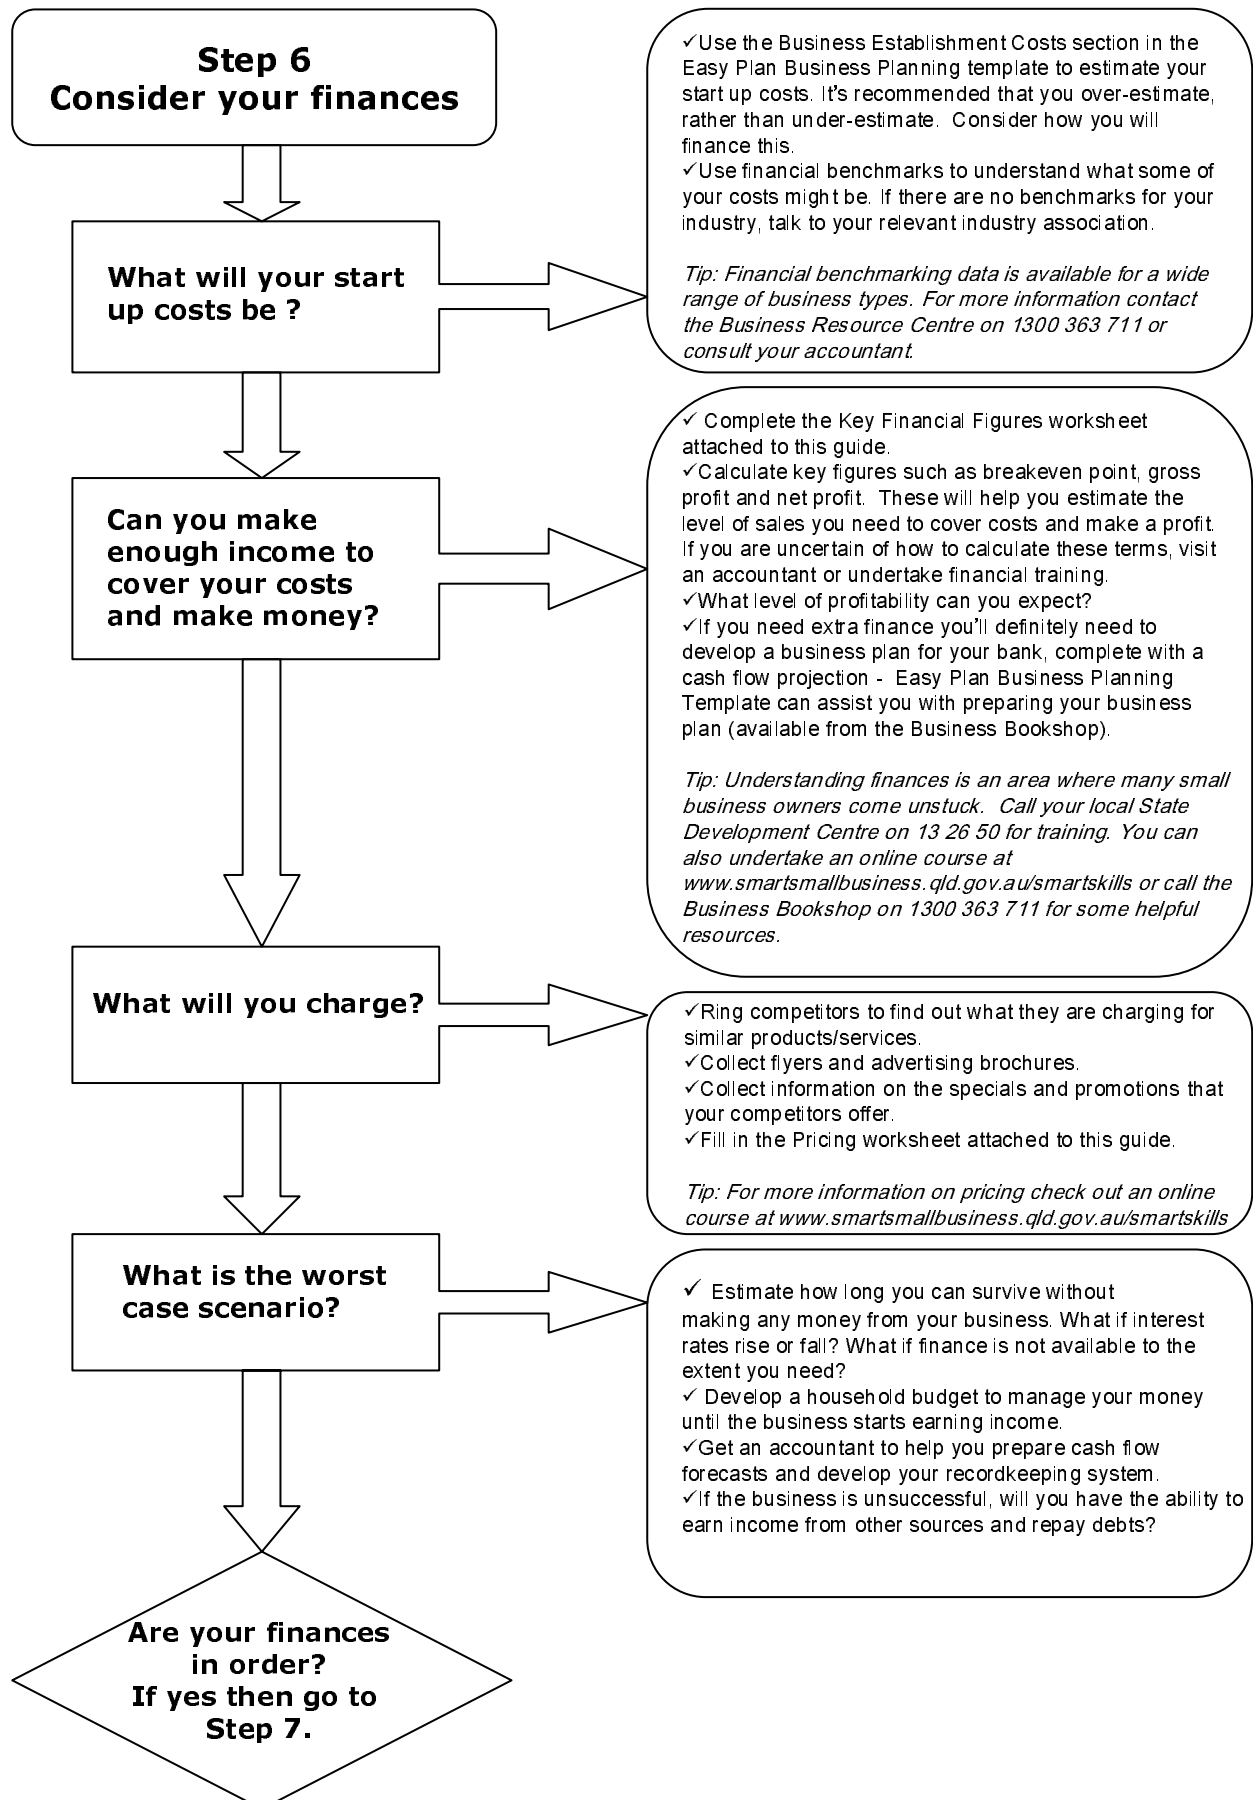 Step 6
Consider your finances
✓Use the Business Establishment Costs section in the
Easy Plan Business Planning template to estimate your
start up costs. It's recommended that you over-estimate,
rather than under-estimate.  Consider how you will
finance this.
✓Use financial benchmarks to understand what some of
your costs might be. If there are no benchmarks for your
industry, talk to your relevant industry association.
Tip: Financial benchmarking data is available for a wide
range of business types. For more information contact
the Business Resource Centre on 1300 363 711 or
consult your accountant.
What will your start
up costs be ?
✓ Complete the Key Financial Figures worksheet
attached to this guide.
✓Calculate key figures such as breakeven point, gross
profit and net profit.  These will help you estimate the
level of sales you need to cover costs and make a profit.
If you are uncertain of how to calculate these terms, visit
an accountant or undertake financial training.
✓What level of profitability can you expect?
✓If you need extra finance you'll definitely need to
develop a business plan for your bank, complete with a
cash flow projection -  Easy Plan Business Planning
Template can assist you with preparing your business
plan (available from the Business Bookshop).
Tip: Understanding finances is an area where many small
business owners come unstuck.  Call your local State
Development Centre on 13 26 50 for training. You can
also undertake an online course at
www.smartsmallbusiness.qld.gov.au/smartskills or call the
Business Bookshop on 1300 363 711 for some helpful
resources.
Can you make
enough income to
cover your costs
and make money?
What will you charge?
✓Ring competitors to find out what they are charging for
similar products/services.
✓Collect flyers and advertising brochures.
✓Collect information on the specials and promotions that
your competitors offer.
✓Fill in the Pricing worksheet attached to this guide.
Tip: For more information on pricing check out an online
course at www.smartsmallbusiness.qld.gov.au/smartskills
What is the worst
case scenario?
✓ Estimate how long you can survive without
making any money from your business. What if interest
rates rise or fall? What if finance is not available to the
extent you need?
✓ Develop a household budget to manage your money
until the business starts earning income.
✓Get an accountant to help you prepare cash flow
forecasts and develop your recordkeeping system.
✓If the business is unsuccessful, will you have the ability to
earn income from other sources and repay debts?
Are your finances
in order?
If yes then go to
Step 7.